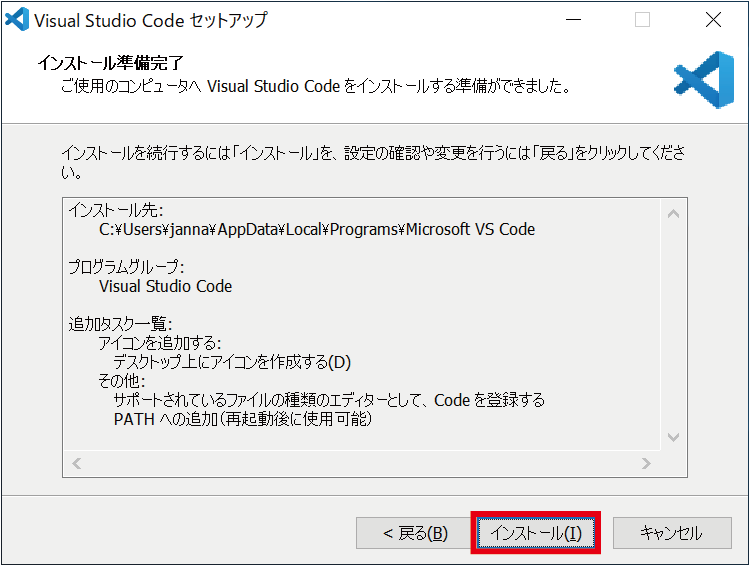 Visual Studio Code セットアップ
インストール準備完了
ご使用のコンピュータへ Visual Studio Code をインストールする準備ができました。
インストールを続行するには「インストール」を、設定の確認や変更を行うには「戻る」をクリックしてくださ
い。
インストール先:
C:¥Users¥janna¥AppData¥Local¥Programs¥Microsoft VS Code
プログラムグループ:
Visual Studio Code
追加タスク一覧:
アイコンを追加する:
デスクトップ上にアイコンを作成する(D)
その他:
サポートされているファイルの種類のエディターとして、Code を登録する
PATH への追加（再起動後に使用可能）
< 戻る(B)
インストール(I)
キャンセル